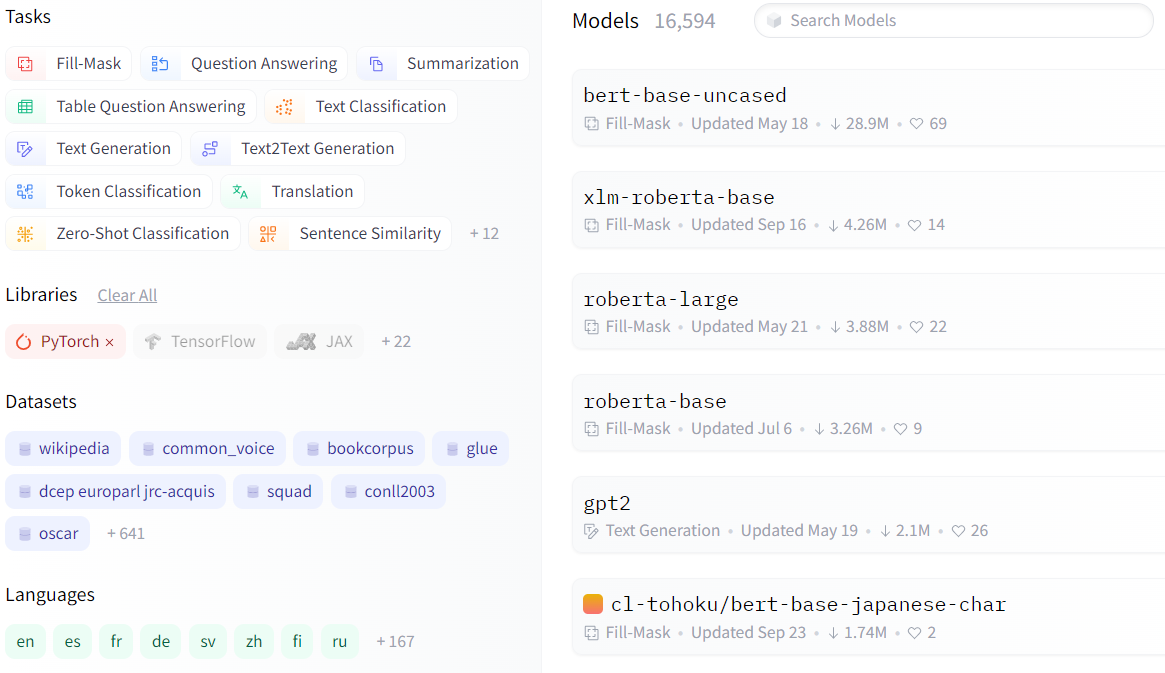 Tasks
Fill-Mask Question Answering Summarization
Table Question Answering Text Classification
Text Generation Text2Text Generation
Token Classification Translation
Zero-Shot Classification Sentence Similarity + 12
Libraries Clear All
PyTorch × TensorFlow JAX + 22
Datasets
wikipedia common_voice bookcorpus glue
dcep europarl jrc-acquis squad conll2003
oscar + 641
Languages
en es fr de sv zh fi ru + 167
Models 16,594 Search Models
bert-base-uncased
Fill-Mask • Updated May 18 • ↓ 28.9M • ♡ 69
xlm-roberta-base
Fill-Mask • Updated Sep 16 • ↓ 4.26M • ♡ 14
roberta-large
Fill-Mask • Updated May 21 • ↓ 3.88M • ♡ 22
roberta-base
Fill-Mask • Updated Jul 6 • ↓ 3.26M • ♡ 9
gpt2
Text Generation • Updated May 19 • ↓ 2.1M • ♡ 26
cl-tohoku/bert-base-japanese-char
Fill-Mask • Updated Sep 23 • ↓ 1.74M • ♡ 2